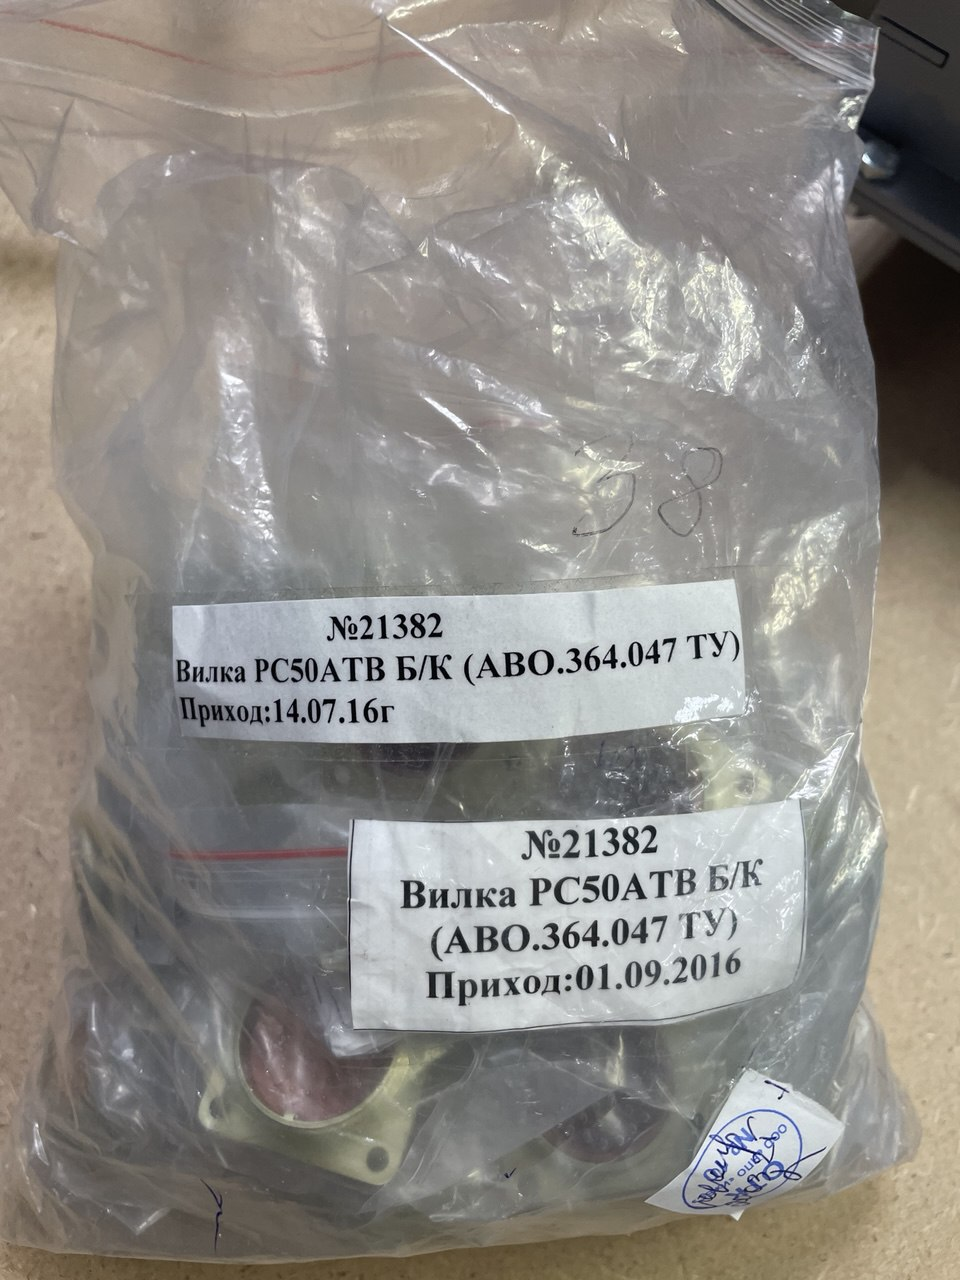 38
№21382
Вилка РС50АТВ Б/К (АВО.364.047 ТУ)
Приход:14.07.16г
№21382
Вилка РС50АТВ Б/К
(АВО.364.047 ТУ)
Приход:01.09.2016